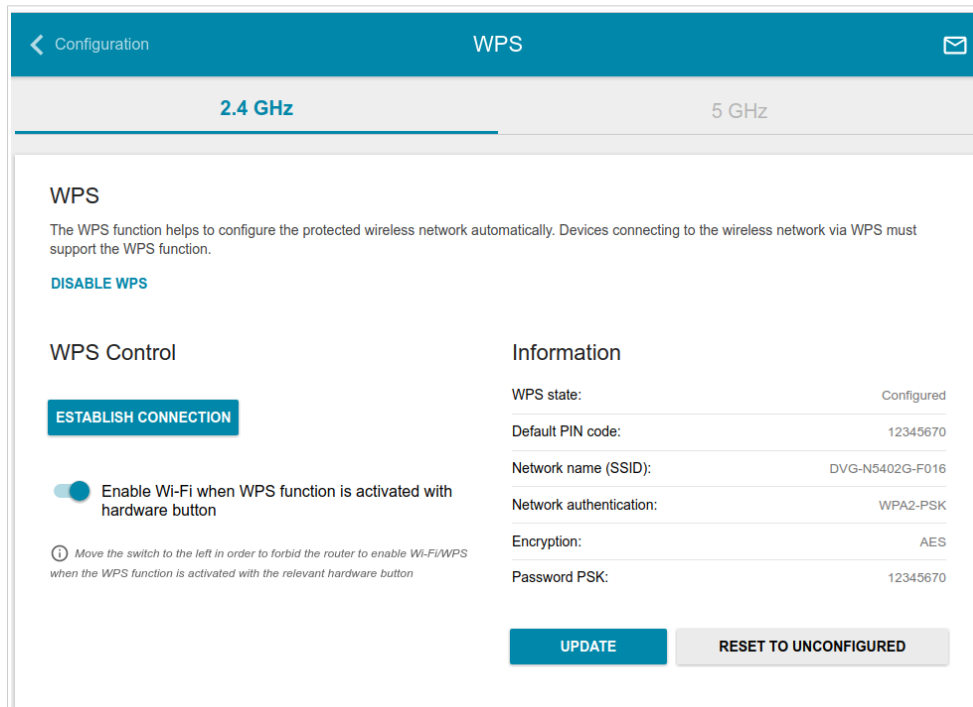 Configuration
WPS
2.4 GHz
5 GHz
WPS
The WPS function helps to configure the protected wireless network automatically. Devices connecting to the wireless network via WPS must
support the WPS function.
DISABLE WPS
WPS Control
ESTABLISH CONNECTION
Enable Wi-Fi when WPS function is activated with
hardware button
Move the switch to the left in order to forbid the router to enable Wi-Fi/WPS
when the WPS function is activated with the relevant hardware button
Information
WPS state: Configured
Default PIN code: 12345670
Network name (SSID): DVG-N5402G-F016
Network authentication: WPA2-PSK
Encryption: AES
Password PSK: 12345670
UPDATE
RESET TO UNCONFIGURED